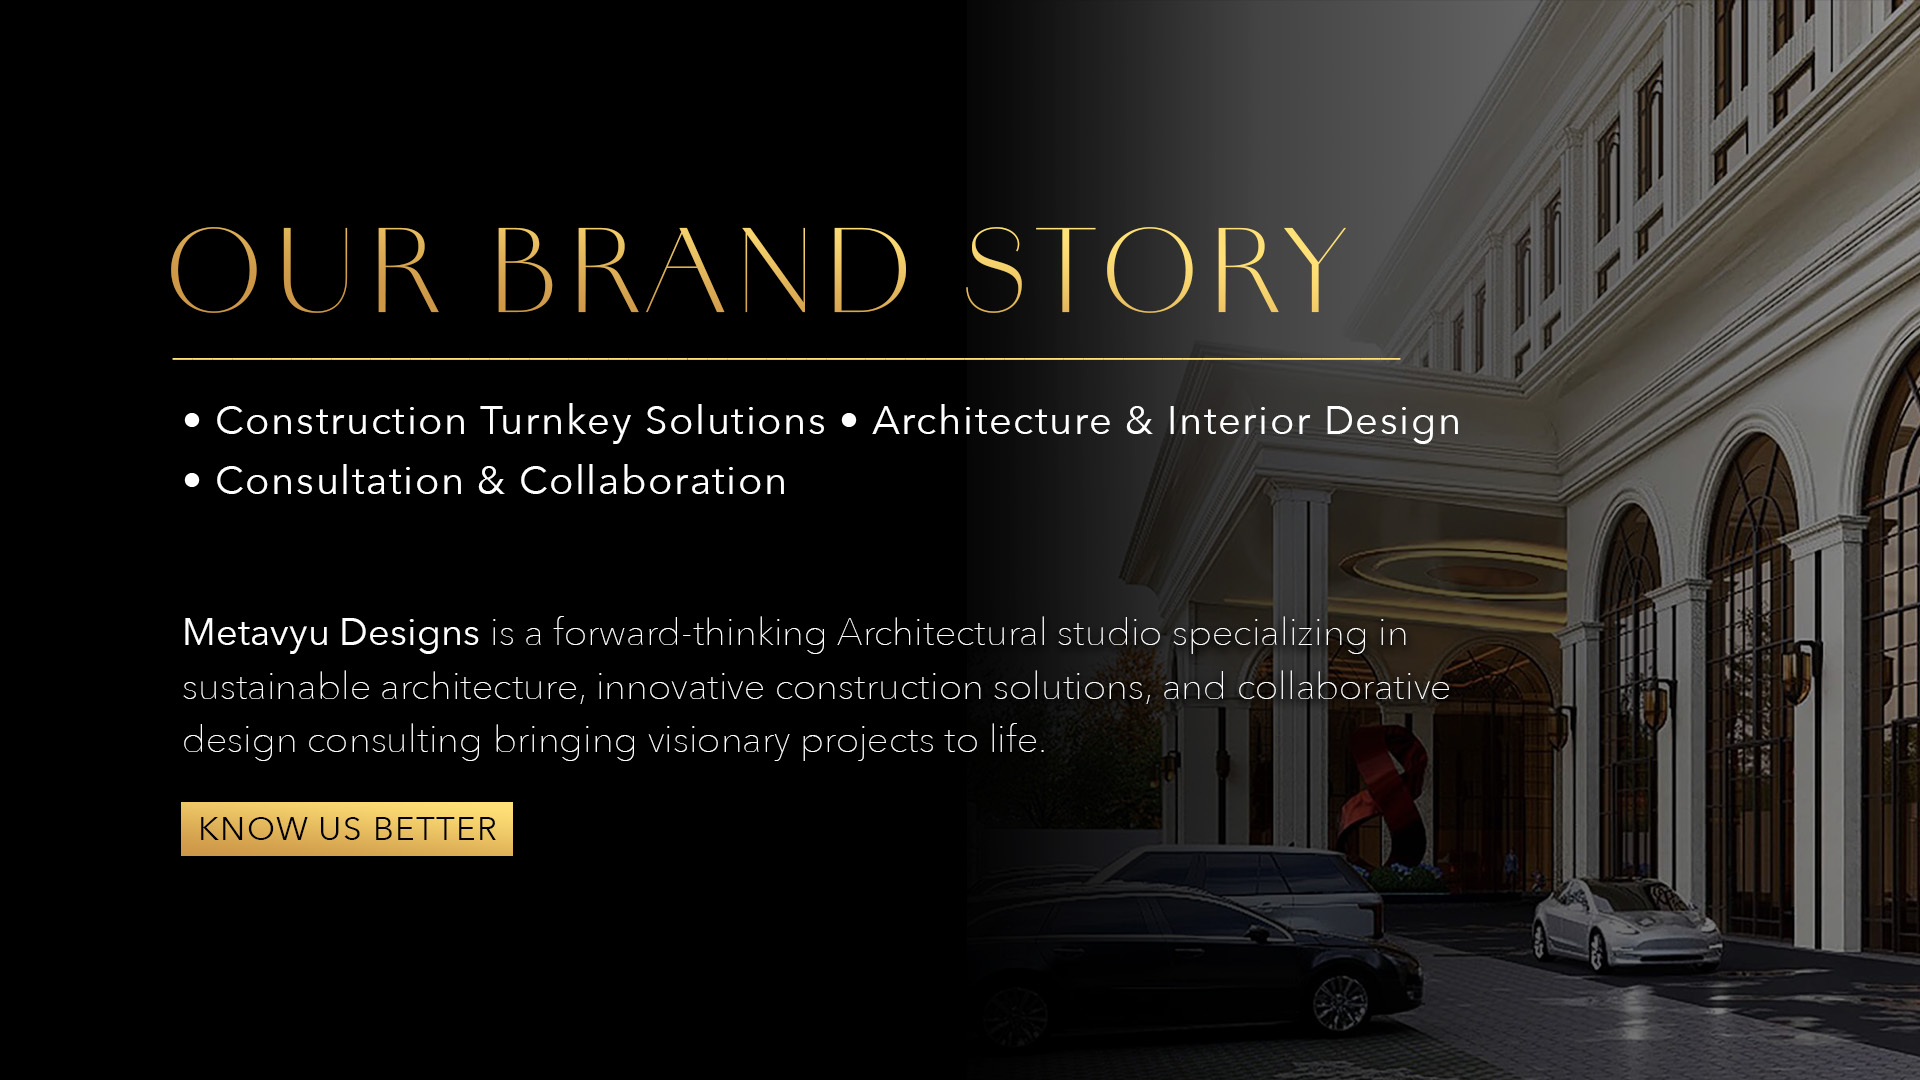 OUR BRAND STORY
• Construction Turnkey Solutions • Architecture & Interior Design
• Consultation & Collaboration
Metavyu Designs is a forward-thinking Architectural studio specializing in
sustainable architecture, innovative construction solutions, and collaborative
design consulting bringing visionary projects to life.
KNOW US BETTER